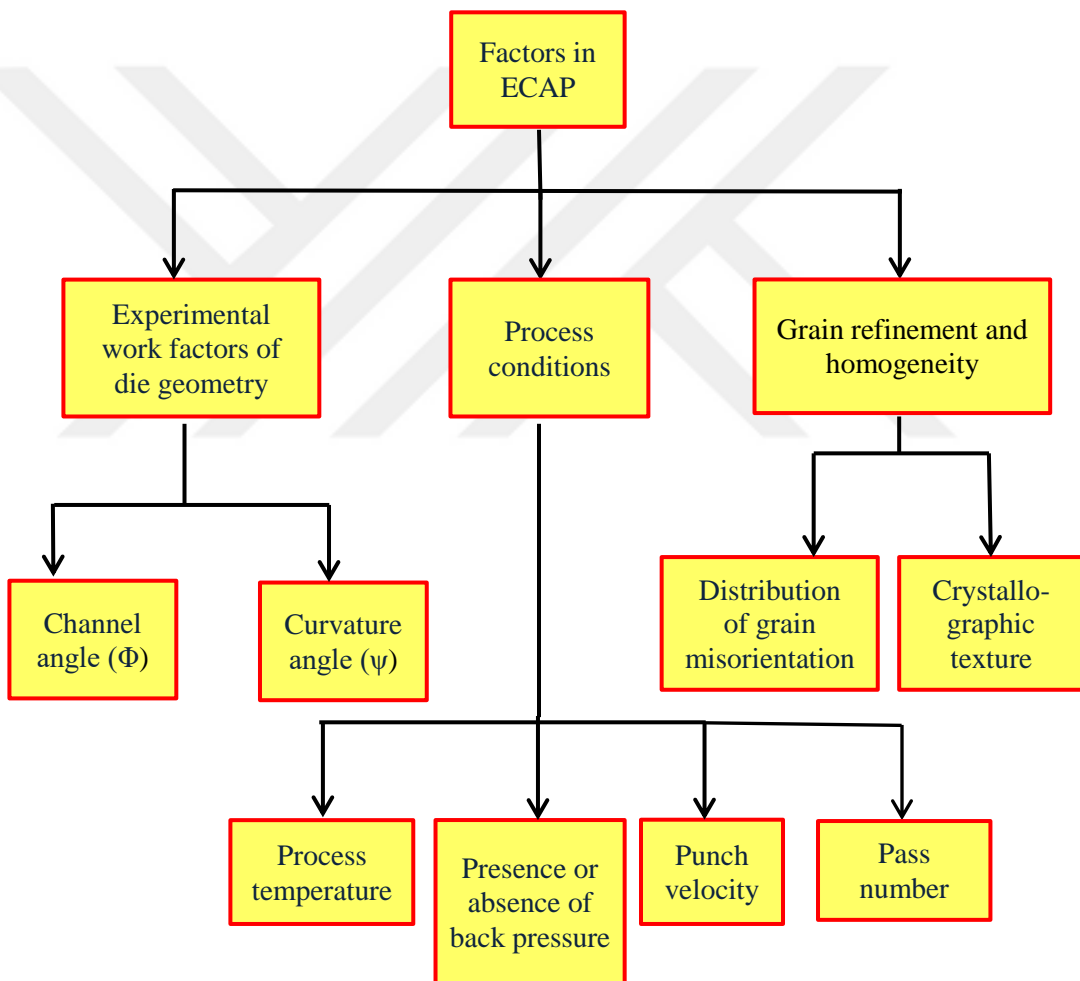 Factors in
ECAP
Experimental
work factors of
die geometry
Process
conditions
Grain refinement and
homogeneity
Channel
angle (Φ)
Curvature
angle (ψ)
Distribution
of grain
misorientation
Crystallo-
graphic
texture
Process
temperature
Presence or
absence of
back pressure
Punch
velocity
Pass
number